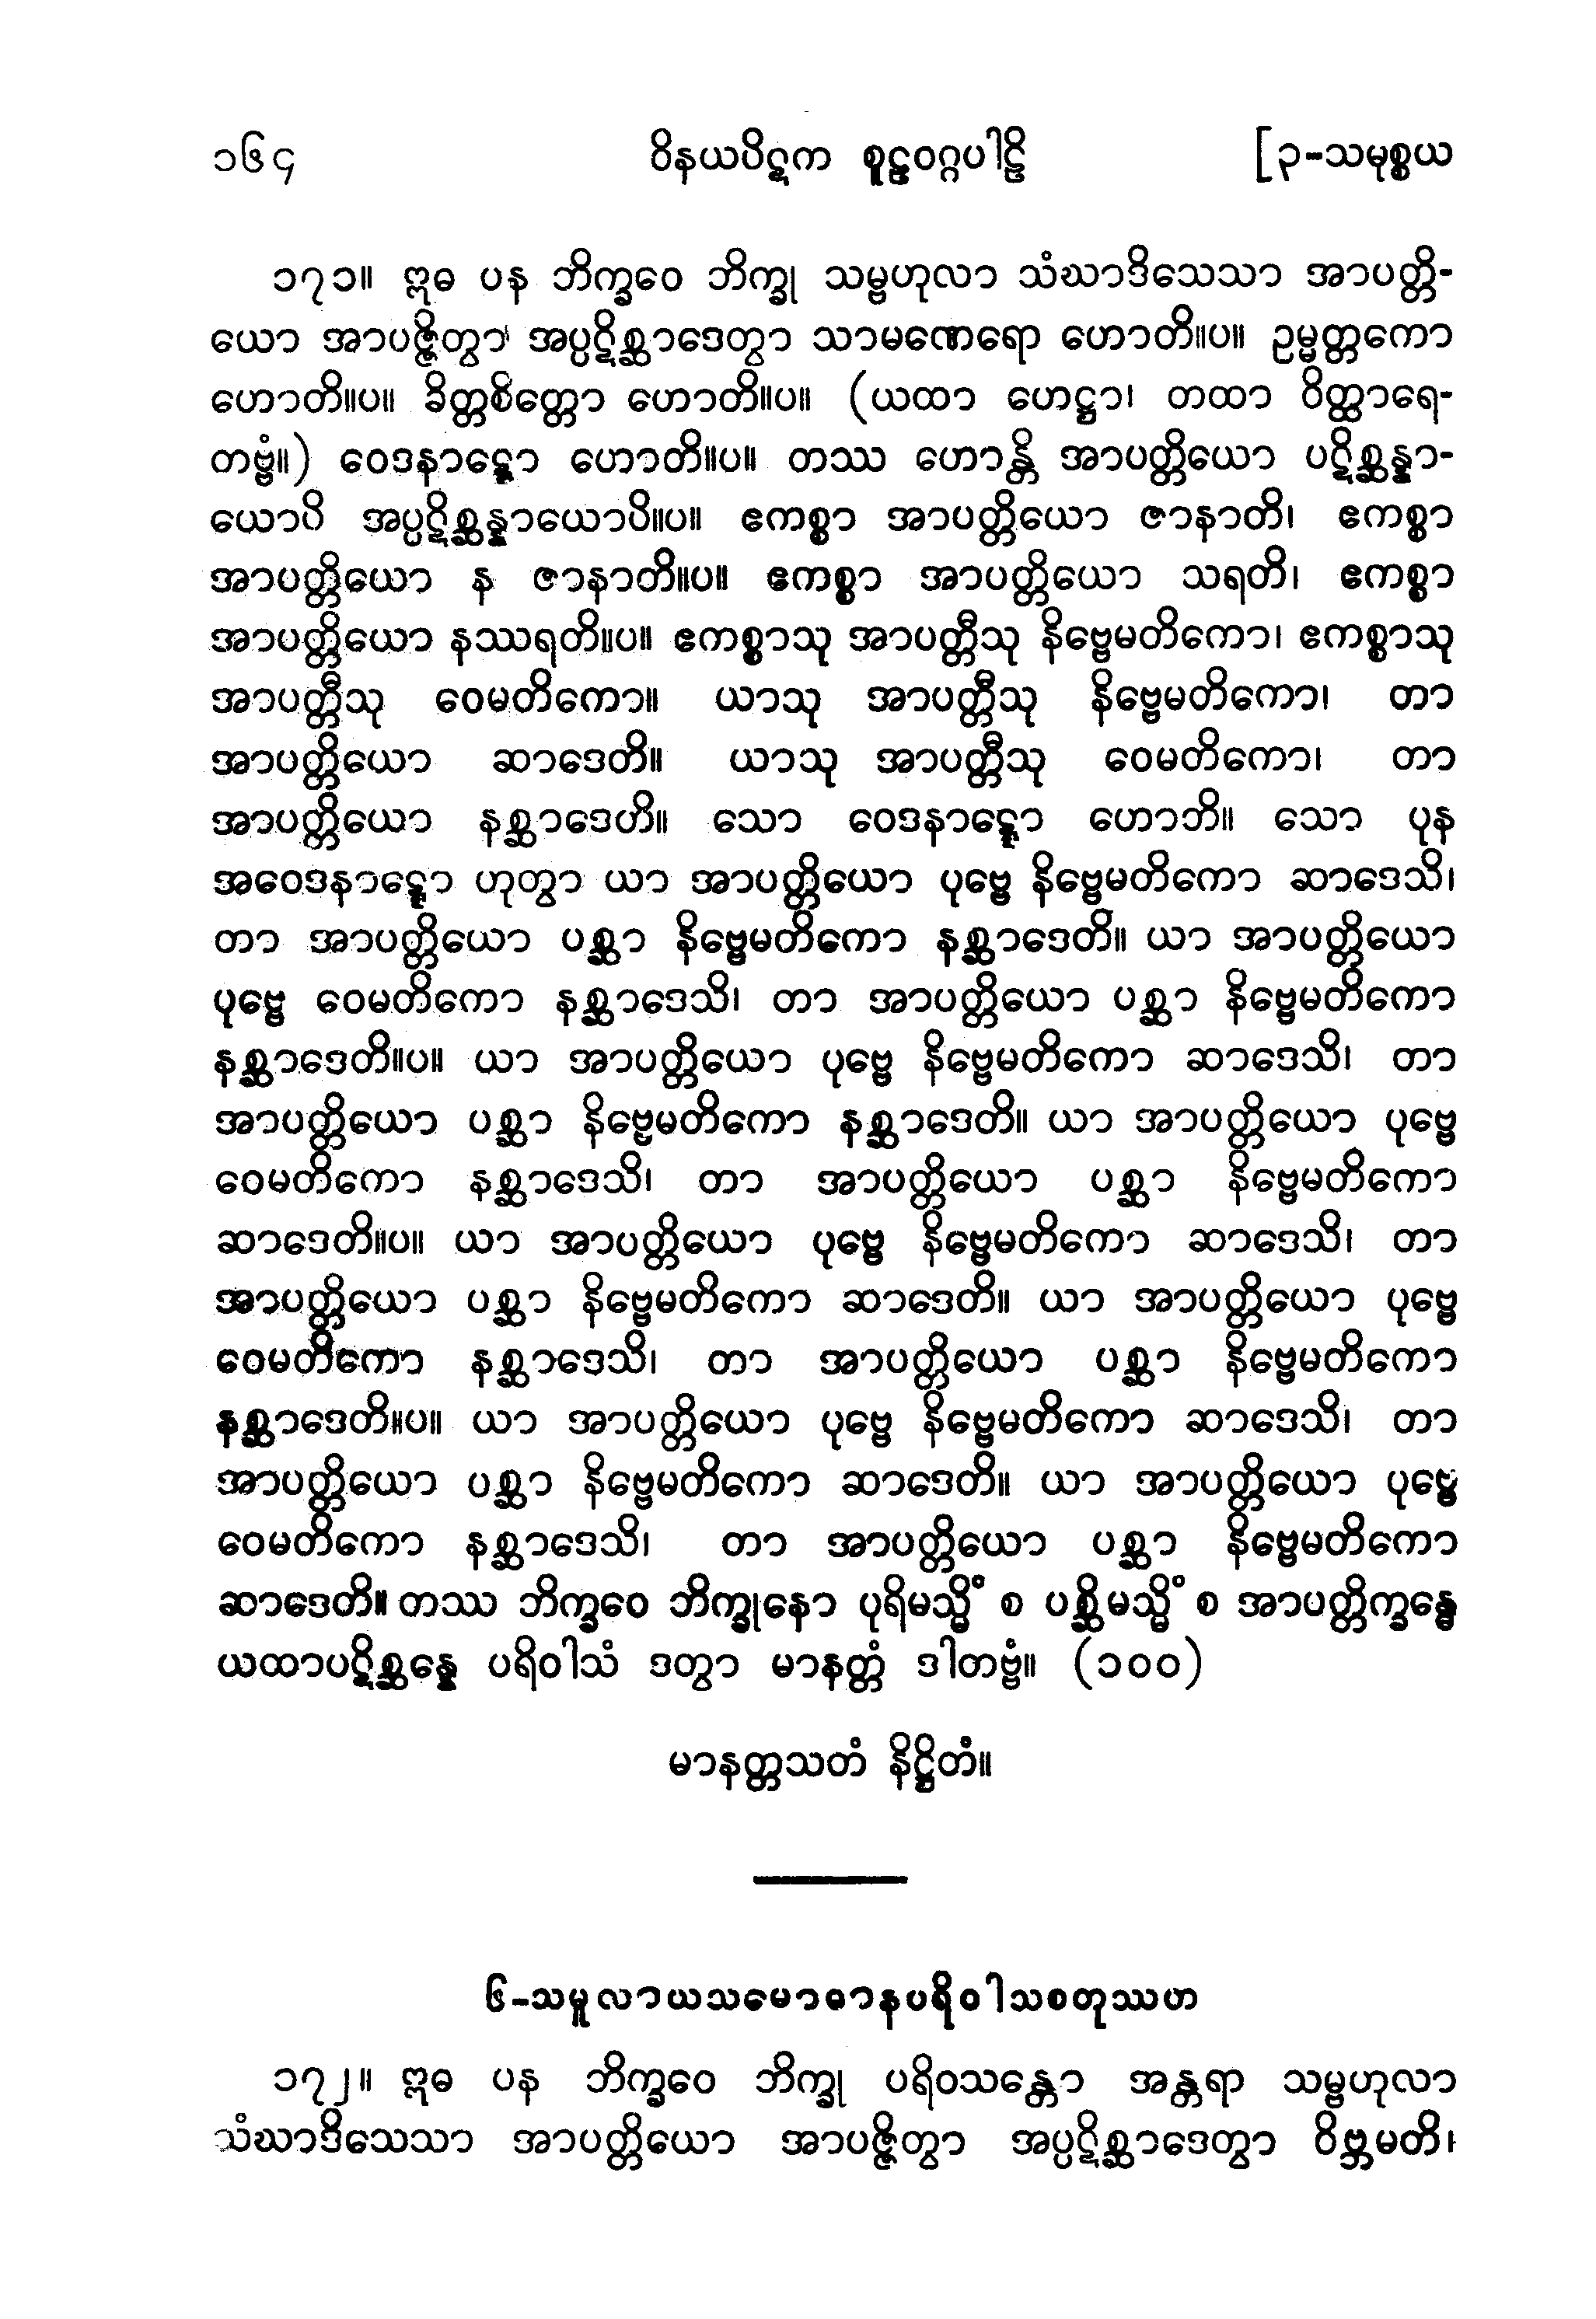 ၁၆၄ ဝိနယပိဋက စူဠဝဂ္ဂပါဠိ [၃-သမုစ္စယ
၁၇၁။ ဣဓ ပန ဘိက္ခဝေ ဘိက္ခု သမ္ဗဟုလာ သံဃာဒိသေသာ အာပတ္တိ-
ယော အာပဇ္ဇိတွာ အပ္ပဋိစ္ဆာဒေတွာ သာမဏေရော ဟောတိ။ပ။ ဥမ္မတ္တကော
ဟောတိ။ပ။ ခိတ္တစိတ္တော ဟောတိ။ပ။ (ယထာ ဟေဋ္ဌာ၊ တထာ ဝိတ္ထာရေ-
တဗ္ဗံ။) ဝေဒနာဋ္ဋော ဟောတိ။ပ။ တဿ ဟောန္တိ အာပတ္တိယော ပဋိစ္ဆန္နာ-
ယောပိ အပ္ပဋိစ္ဆန္နာယောပိ။ပ။ ဧကစ္စာ အာပတ္တိယော ဇာနာတိ၊ ဧကစ္စာ
အာပတ္တိယော န ဇာနာတိ။ပ။ ဧကစ္စာ အာပတ္တိယော သရတိ၊ ဧကစ္စာ
အာပတ္တိယော နဿရတိ။ပ။ ဧကစ္စာသု အာပတ္တီသု နိဗ္ဗေမတိကော၊ ဧကစ္စာသု
အာပတ္တီသု ဝေမတိကော။ ယာသု အာပတ္တီသု နိဗ္ဗေမတိကော၊ တာ
အာပတ္တိယော ဆာဒေတိ။ ယာသု အာပတ္တီသု ဝေမတိကော၊ တာ
အာပတ္တိယော နစ္ဆာဒေဟိ။ သော ဝေဒနာဋ္ဋော ဟောဘိ။ သော ပုန
အဝေဒနာဋ္ဋော ဟုတွာ ယာ အာပတ္တိယော ပုဗ္ဗေ နိဗ္ဗေမတိကော ဆာဒေသိ၊
တာ အာပတ္တိယော ပစ္ဆာ နိဗ္ဗေမတိကော နစ္ဆာဒေတိ။ ယာ အာပတ္တိယော
ပုဗ္ဗေ ဝေမတိကော နစ္ဆာဒေသိ၊ တာ အာပတ္တိယော ပစ္ဆာ နိဗ္ဗေမတိကော
နစ္ဆာဒေတိ။ပ။ ယာ အာပတ္တိယော ပုဗ္ဗေ နိဗ္ဗေမတိကော ဆာဒေသိ၊ တာ
အာပတ္တိယော ပစ္ဆာ နိဗ္ဗေမတိကော နစ္ဆာဒေတိ။ ယာ အာပတ္တိယော ပုဗ္ဗေ
ဝေမတိကော နစ္ဆာဒေသိ၊ တာ အာပတ္တိယော ပစ္ဆာ နိဗ္ဗေမတိကော
ဆာဒေတိ။ပ။ ယာ အာပတ္တိယော ပုဗ္ဗေ နိဗ္ဗေမတိကော ဆာဒေသိ၊ တာ
အာပတ္တိယော ပစ္ဆာ နိဗ္ဗေမတိကော ဆာဒေတိ။ ယာ အာပတ္တိယော ပုဗ္ဗေ
ဝေမတိကော နစ္ဆာဒေသိ၊ တာ အာပတ္တိယော ပစ္ဆာ နိဗ္ဗေမတိကော
နစ္ဆာဒေတိ။ပ။ ယာ အာပတ္တိယော ပုဗ္ဗေ နိဗ္ဗေမတိကော ဆာဒေသိ၊ တာ
အာပတ္တိယော ပစ္ဆာ နိဗ္ဗေမတိကော ဆာဒေတိ။ ယာ အာပတ္တိယော ပုဗ္ဗေ
ဝေမတိကော နစ္ဆာဒေသိ၊ တာ အာပတ္တိယော ပစ္ဆာ နိဗ္ဗေမတိကော
ဆာဒေတိ။ တဿ ဘိက္ခဝေ ဘိက္ခုနော ပုရိမသ္မိံ စ ပစ္ဆိမသ္မိံ စ အာပတ္တိက္ခန္ဓေ
ယထာပဋိစ္ဆန္နေ ပရိဝါသံ ဒတွာ မာနတ္တံ ဒါတဗ္ဗံ။ (၁၀၀)
မာနတ္တသတံ နိဋ္ဌိတံ။
၆-သမူလာယသမောဓာနပရိဝါသစတုဿဟ
၁၇၂။ ဣဓ ပန ဘိက္ခဝေ ဘိက္ခု ပရိဝသန္တော အန္တရာ သမ္ဗဟုလာ
သံဃာဒိသေသာ အာပတ္တိယော အာပဇ္ဇိတွာ အပ္ပဋိစ္ဆာဒေတွာ ဝိဗ္ဘမတိ၊